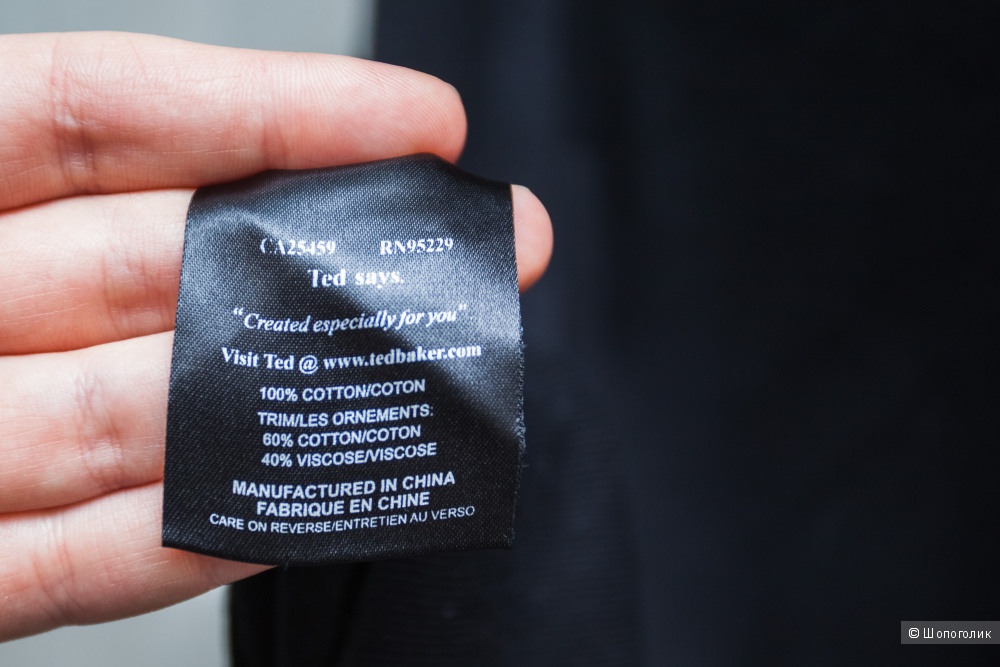 CA25459 RN95229
Ted says.
“Created especially for you”
Visit Ted @ www.tedbaker.com
100% COTTON/COTON
TRIM/LES ORNEMENTS:
60% COTTON/COTON
40% VISCOSE/VISCOSE
MANUFACTURED IN CHINA
FABRIQUE EN CHINE
CARE ON REVERSE/ENTRETIEN AU VERSO
© Шопоголик